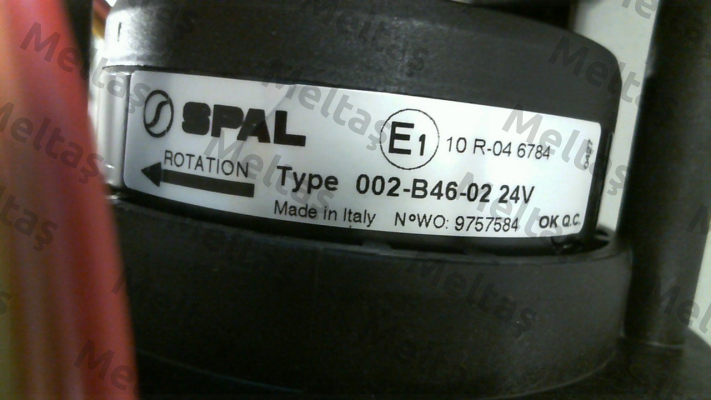 SPAL
E1 10 R-04 6784
ROTATION
Type 002-B46-02 24V
Made in Italy N°WO: 9757584 OK Q.C.
Meltaş